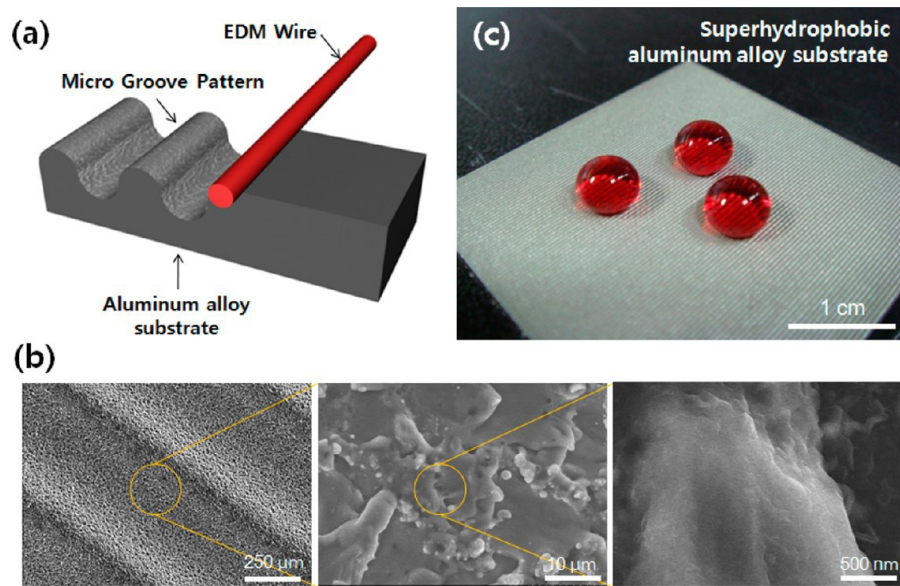 (a)
EDM Wire
Micro Groove Pattern
Aluminum alloy
substrate
(c)
Superhydrophobic
aluminum alloy substrate
1 cm
(b)
250 μm
10 μm
500 nm